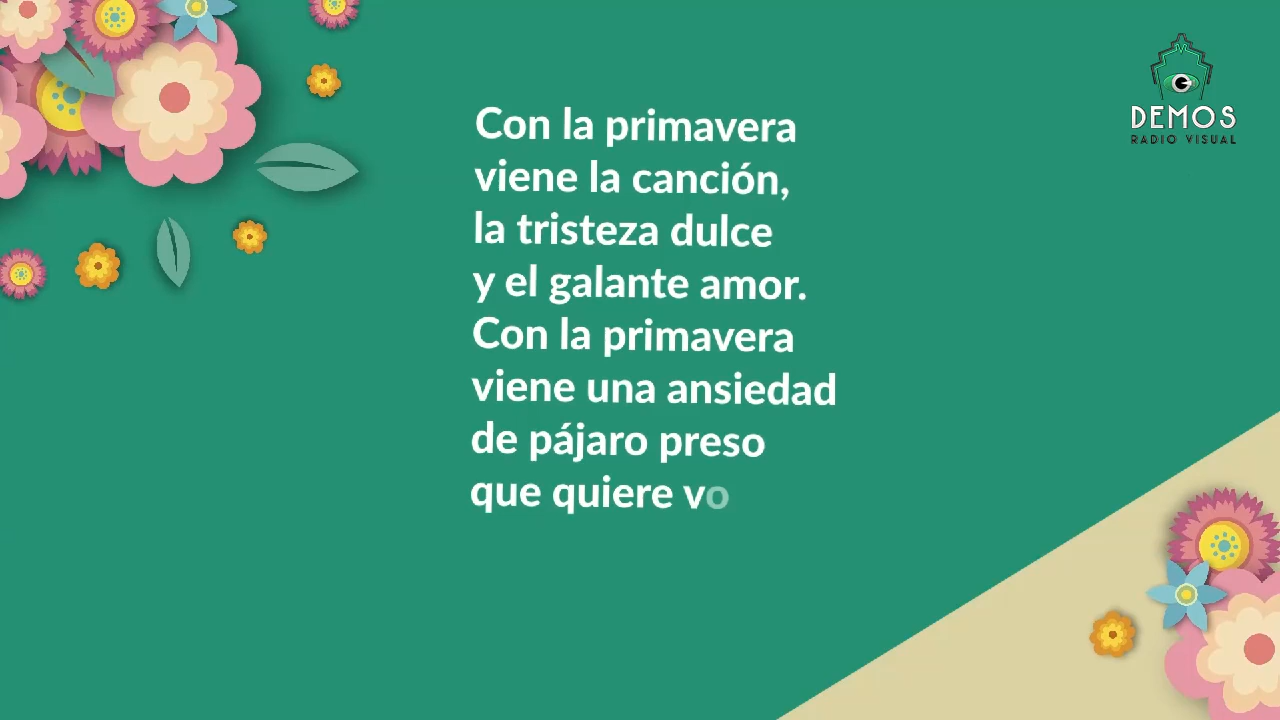 DEMOS
RADIO VISUAL
Con la primavera
viene la canción,
la tristeza dulce
y el galante amor.
Con la primavera
viene una ansiedad
de pájaro preso
que quiere vo